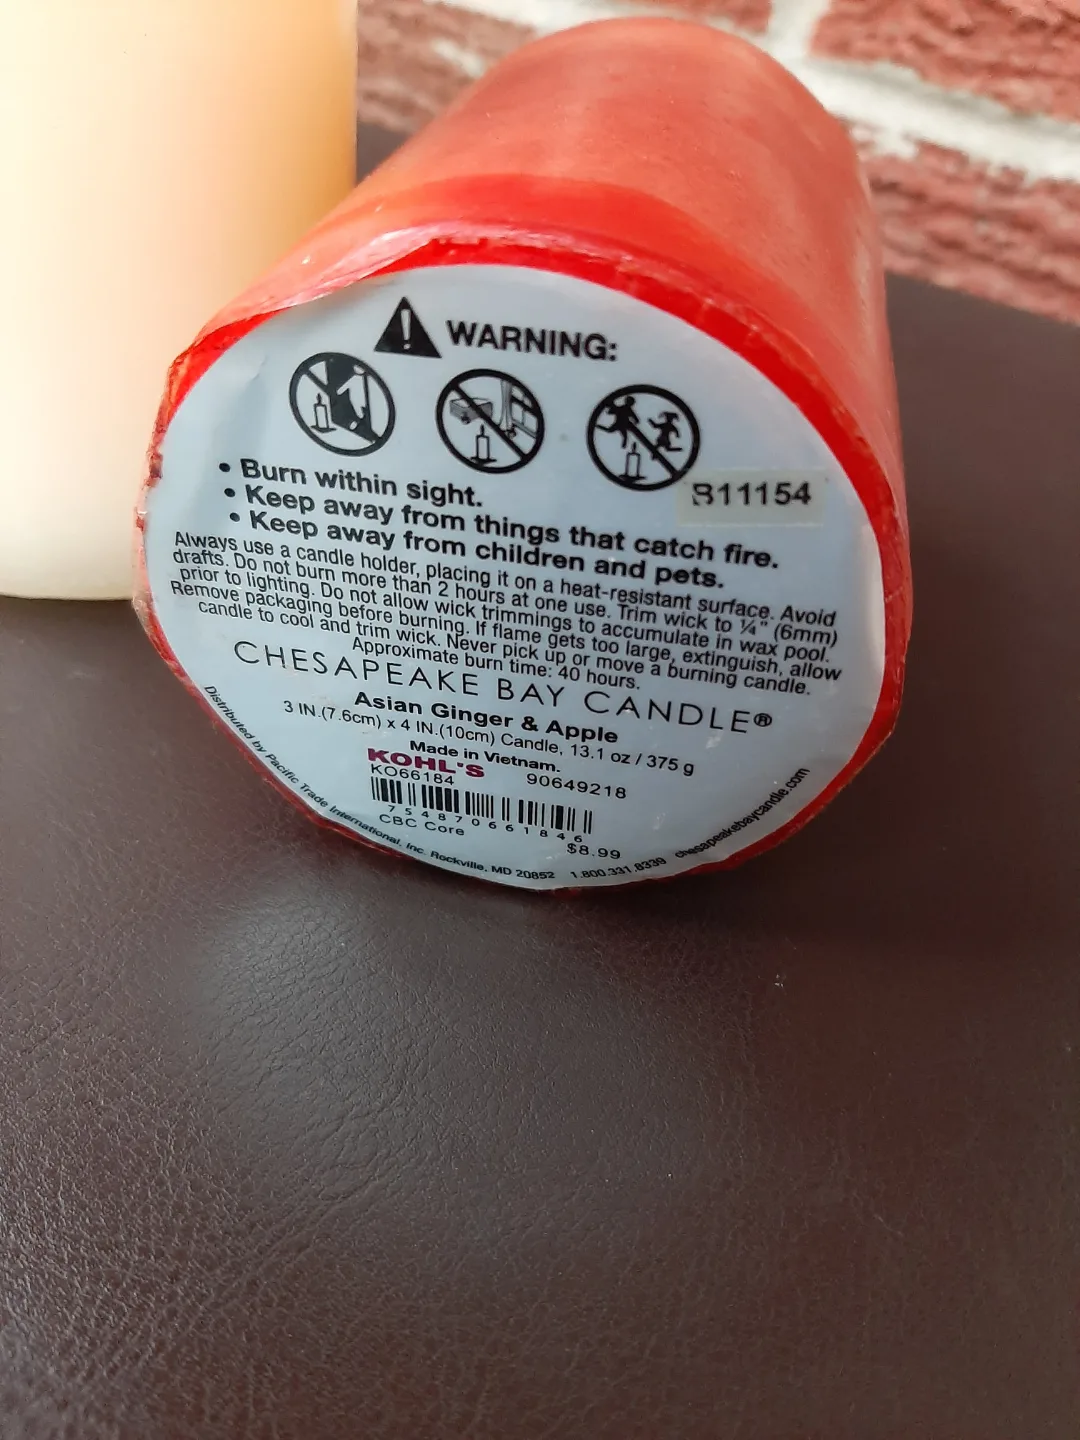 WARNING:
B11154
• Burn within sight.
• Keep away from things that catch fire.
• Keep away from children and pets.
Always use a candle holder, placing it on a heat-resistant surface. Avoid
drafts. Do not burn more than 2 hours at one use. Trim wick to ¼" (6mm)
prior to lighting. Do not allow wick trimmings to accumulate in wax pool.
Remove packaging before burning. If flame gets too large, extinguish, allow
candle to cool and trim wick. Never pick up or move a burning candle.
Approximate burn time: 40 hours.
CHESAPEAKE BAY CANDLE®
Asian Ginger & Apple
3 IN.(7.6cm) x 4 IN.(10cm) Candle, 13.1 oz / 375 g
Made in Vietnam.
KOHL'S 90649218
KO66184
7 54870 66184 6
CBC Core
$8.99
Distributed by Pacific Trade International, Inc. Rockville, MD 20852 1.800.331.8339 chesapeakebaycandle.com